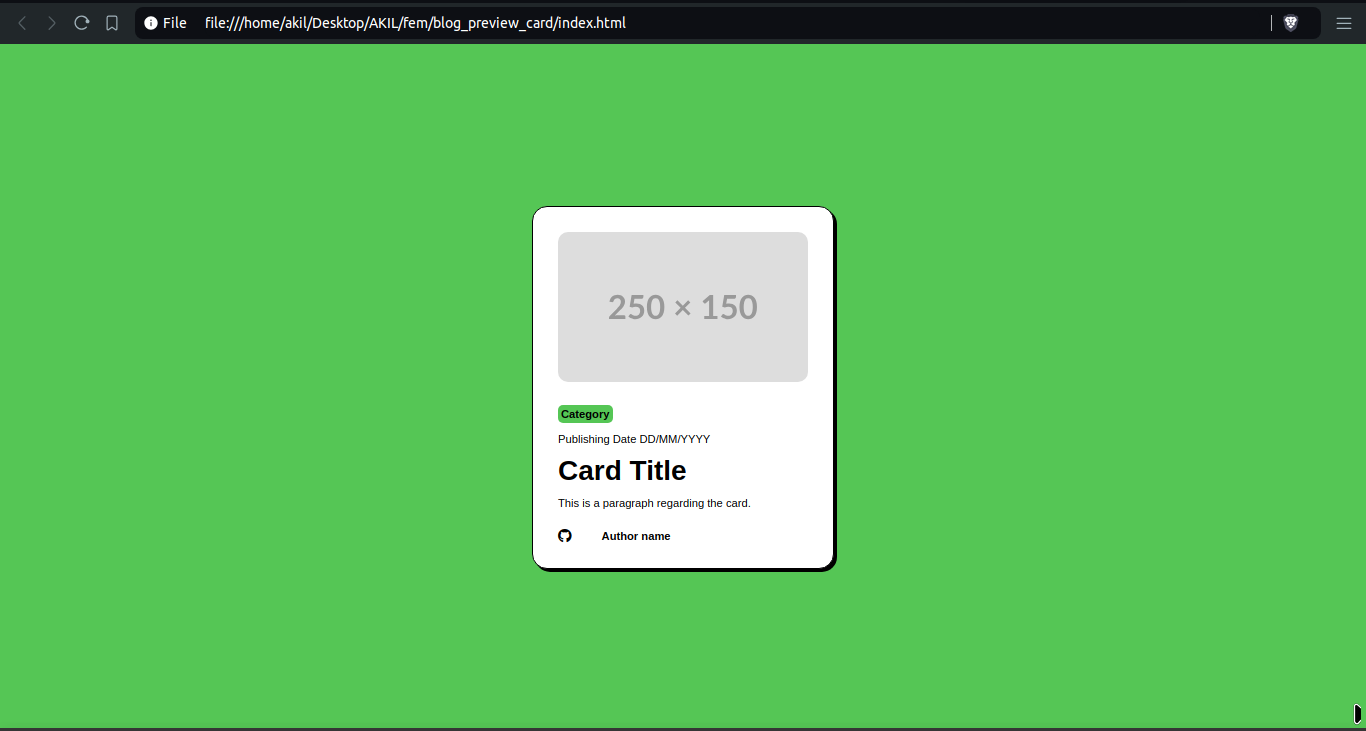 File file:///home/akil/Desktop/AKIL/fem/blog_preview_card/index.html
250 × 150
Category
Publishing Date DD/MM/YYYY
Card Title
This is a paragraph regarding the card.
Author name